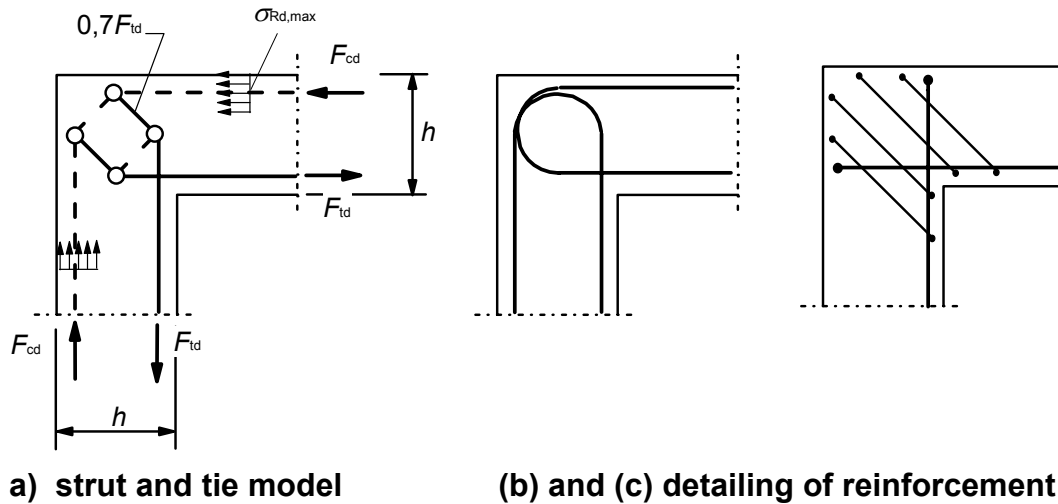 0,7Ftd
σRd,max
Fcd
h
Ftd
Fcd
Ftd
h
a) strut and tie model
(b) and (c) detailing of reinforcement